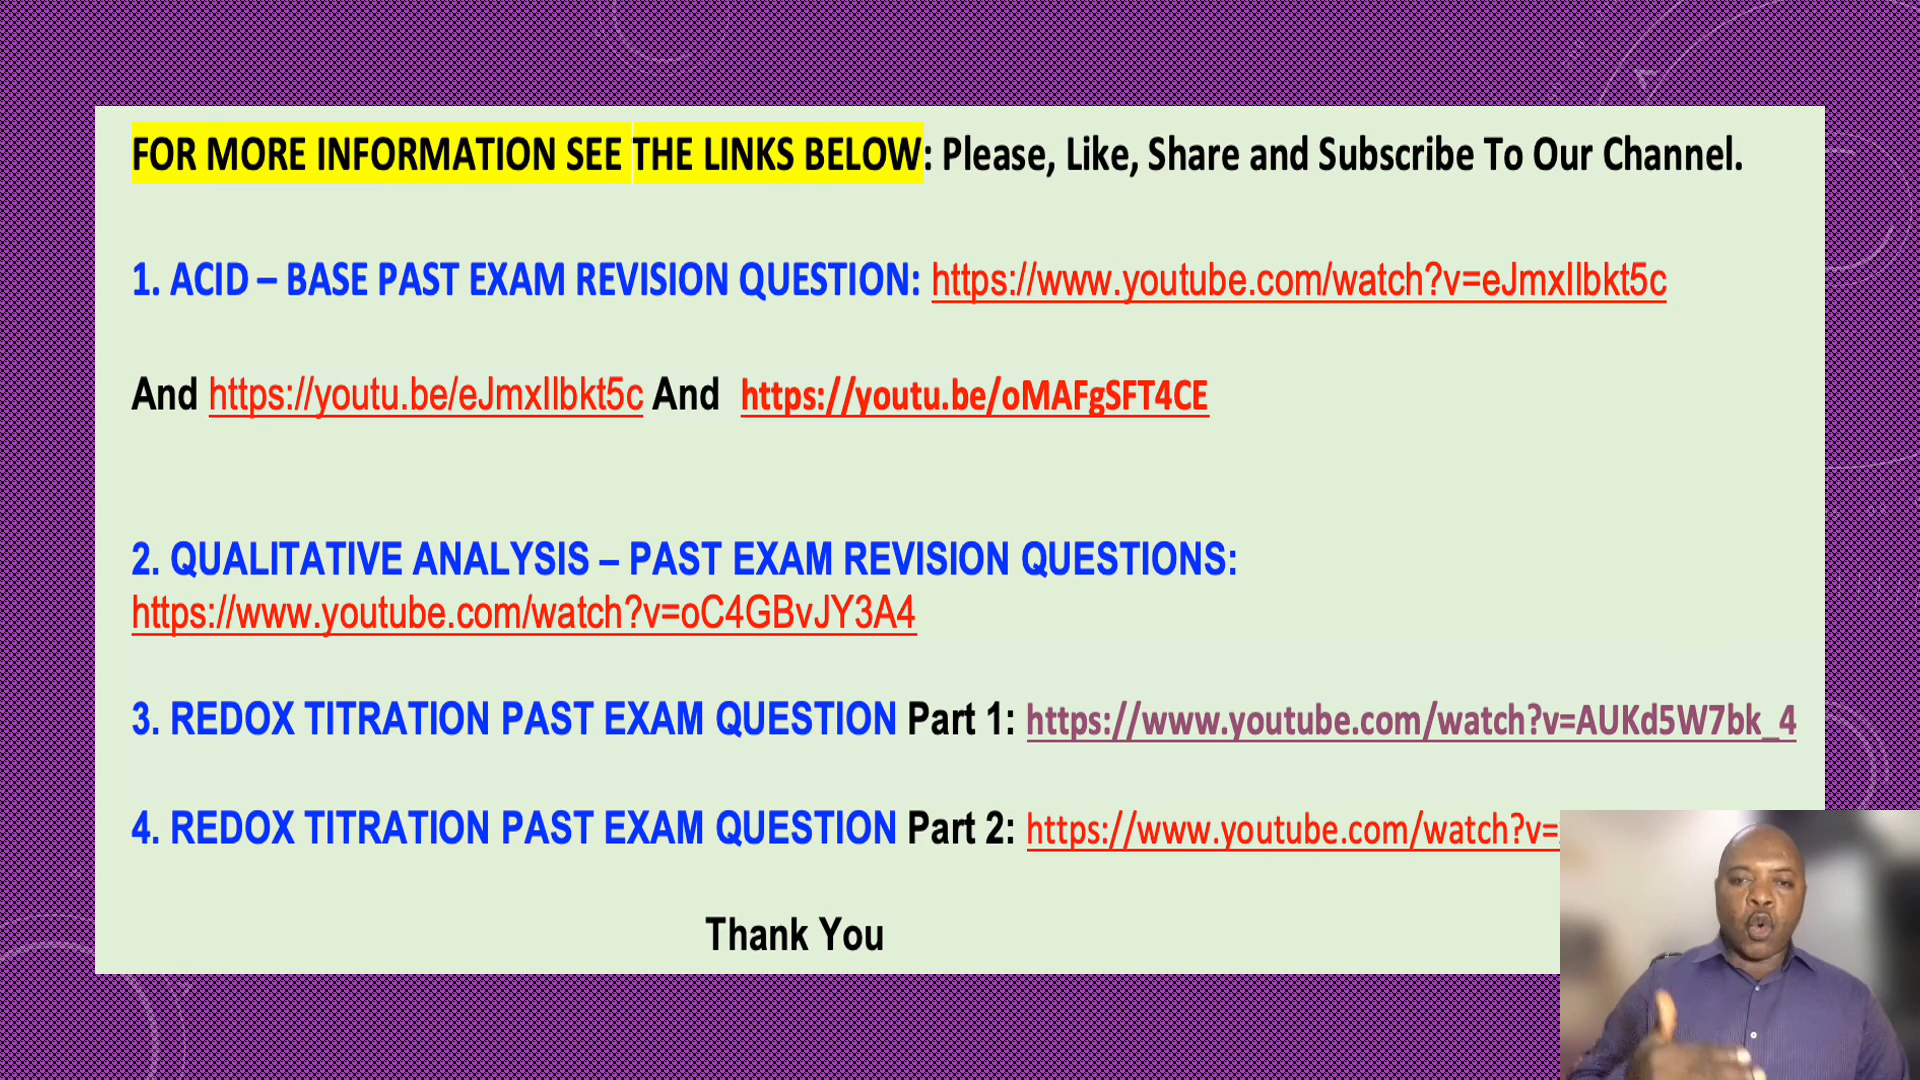 FOR MORE INFORMATION SEE THE LINKS BELOW: Please, Like, Share and Subscribe To Our Channel.
1. ACID – BASE PAST EXAM REVISION QUESTION: https://www.youtube.com/watch?v=eJmxIlbkt5c
And https://youtu.be/eJmxIlbkt5c And https://youtu.be/oMAFgSFT4CE
2. QUALITATIVE ANALYSIS – PAST EXAM REVISION QUESTIONS:
https://www.youtube.com/watch?v=oC4GBvJY3A4
3. REDOX TITRATION PAST EXAM QUESTION Part 1: https://www.youtube.com/watch?v=AUKd5W7bk_4
4. REDOX TITRATION PAST EXAM QUESTION Part 2: https://www.youtube.com/watch?v=
Thank You